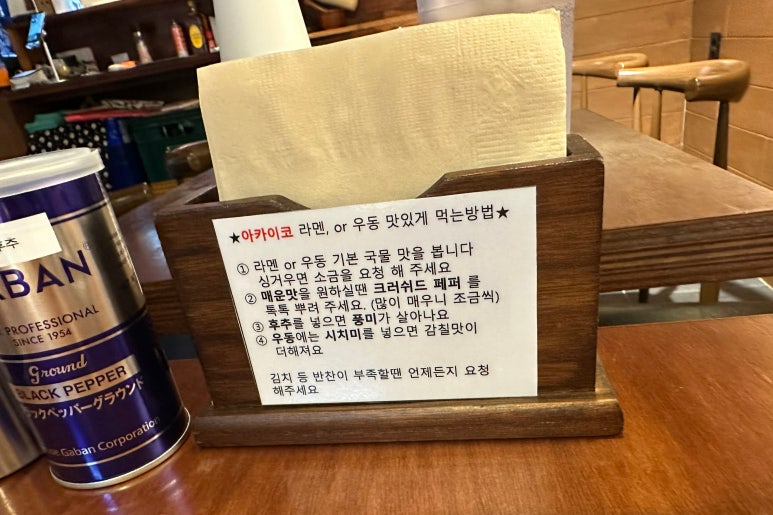 ★아카이코 라멘, or 우동 맛있게 먹는방법★
① 라멘 or 우동 기본 국물 맛을 봅니다
싱거우면 소금을 요청 해 주세요
② 매운맛을 원하실땐 크러쉬드 페퍼 를
톡톡 뿌려 주세요. (많이 매우니 조금씩)
③ 후추를 넣으면 풍미가 살아나요
④ 우동에는 시치미를 넣으면 감칠맛이
더해져요
김치 등 반찬이 부족할땐 언제든지 요청
해주세요
후추
ABAN
PROFESSIONAL
SINCE 1954
Ground
BLACK PEPPER
ックペッパーグラウンド
Gaban Corporation